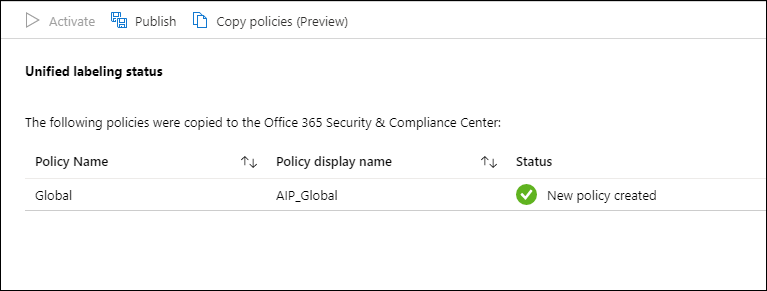 Activate Publish Copy policies (Preview)
Unified labeling status
The following policies were copied to the Office 365 Security & Compliance Center:
Policy Name Policy display name Status
Global AIP_Global New policy created